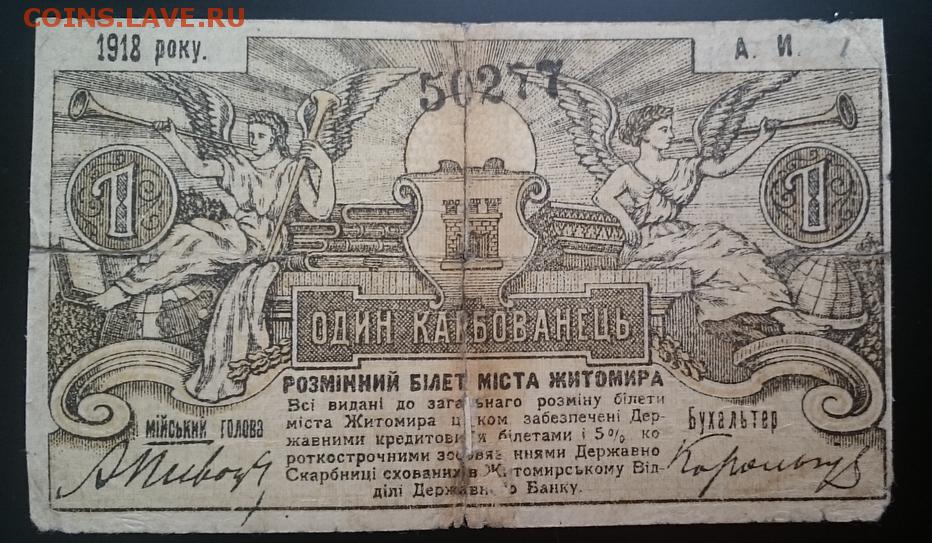 COINS.LAVE.RU
1918 року.
А. И.
50277
1
1
ОДИН КАРБОВАНЕЦЬ
РОЗМІННИЙ БІЛЕТ МІСТА ЖИТОМИРА
Всі видані до загального розміну білети
міста Житомира цілком забезпечені Дер-
жавними кредитовими білетами і 5% ко
роткострочними зобовязаннями Державно
Скарбниці схованих в Житомирському Від-
ділі Державного Банку.
мійський голова
Бухальтер